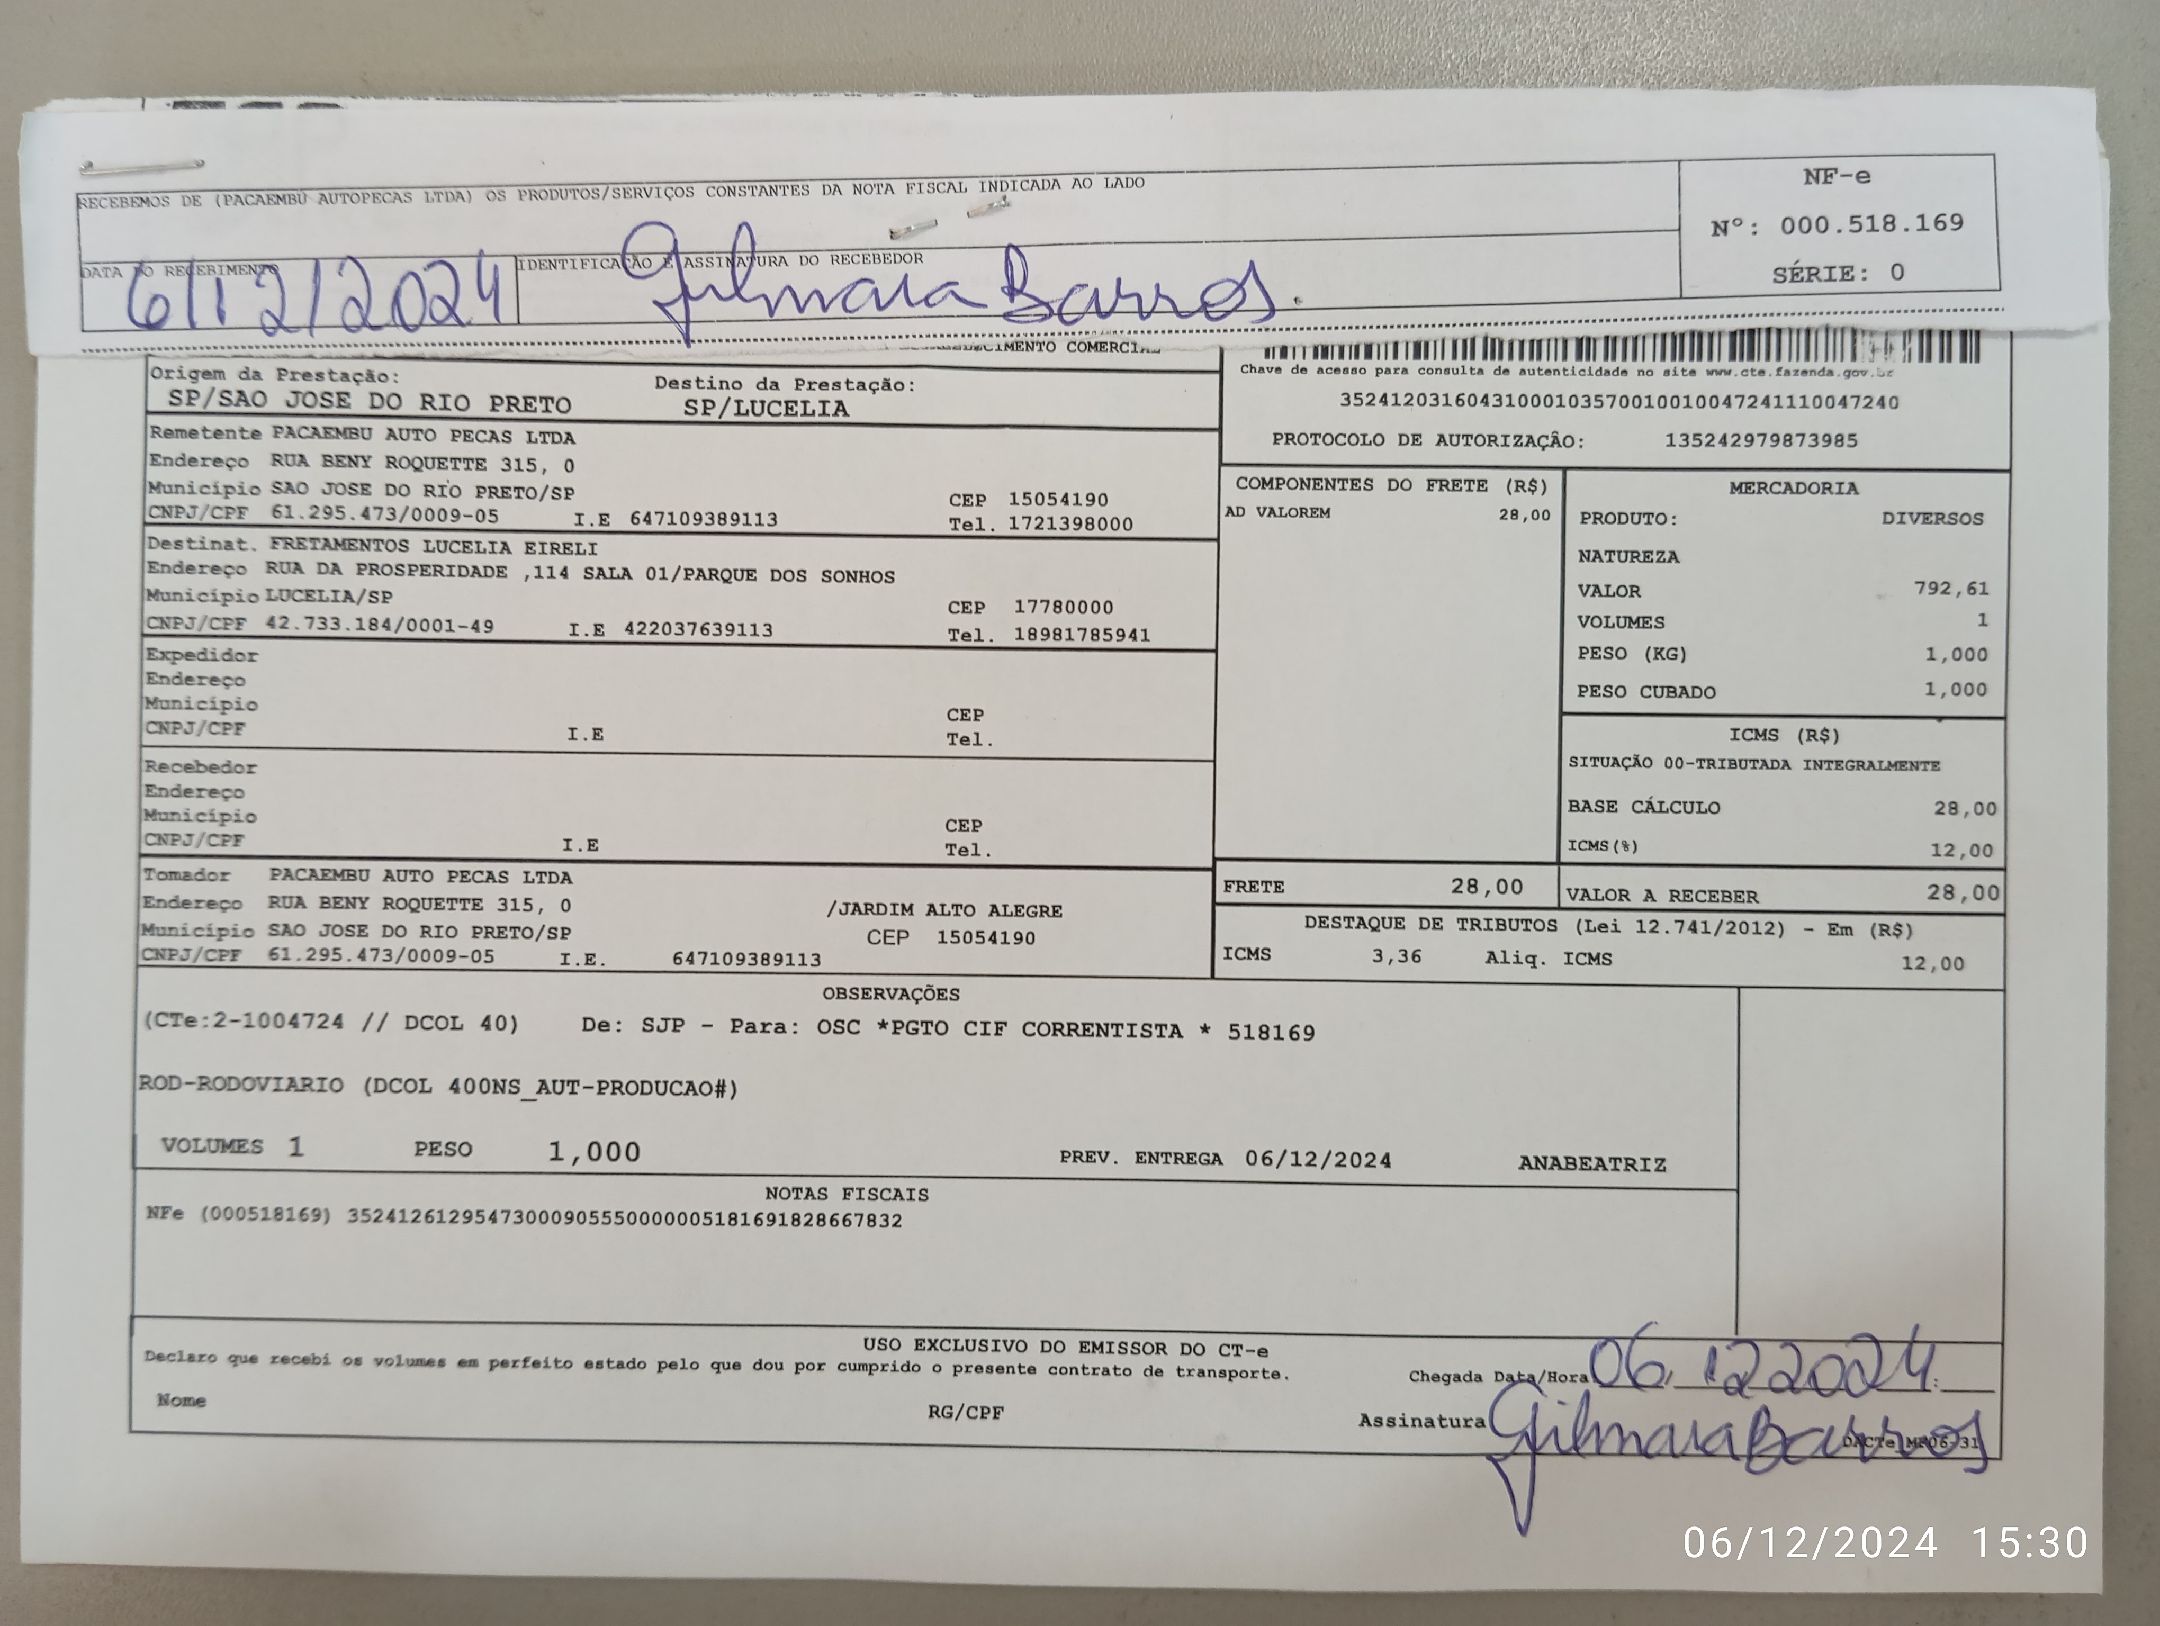 RECEBEMOS DE (PACAEMBU AUTOPECAS LTDA) OS PRODUTOS/SERVIÇOS CONSTANTES DA NOTA FISCAL INDICADA AO LADO
NF-e
Nº: 000.518.169
SÉRIE: 0
DATA DO RECEBIMENTO
6/12/2024
IDENTIFICAÇÃO E ASSINATURA DO RECEBEDOR
Gilmara Barros.
Origem da Prestação:
SP/SAO JOSE DO RIO PRETO
Destino da Prestação:
SP/LUCELIA
Chave de acesso para consulta de autenticidade no site www.cte.fazenda.gov.br
35241203160431000103570010010047241110047240
PROTOCOLO DE AUTORIZAÇÃO: 135242979873985
Remetente PACAEMBU AUTO PECAS LTDA
Endereço RUA BENY ROQUETTE 315, 0
Município SAO JOSE DO RIO PRETO/SP CEP 15054190
CNPJ/CPF 61.295.473/0009-05 I.E 647109389113 Tel. 1721398000
Destinat. FRETAMENTOS LUCELIA EIRELI
Endereço RUA DA PROSPERIDADE ,114 SALA 01/PARQUE DOS SONHOS
Município LUCELIA/SP CEP 17780000
CNPJ/CPF 42.733.184/0001-49 I.E 422037639113 Tel. 18981785941
Expedidor
Endereço
Município CEP
CNPJ/CPF I.E Tel.
Recebedor
Endereço
Município CEP
CNPJ/CPF I.E Tel.
Tomador PACAEMBU AUTO PECAS LTDA
Endereço RUA BENY ROQUETTE 315, 0 /JARDIM ALTO ALEGRE
Município SAO JOSE DO RIO PRETO/SP CEP 15054190
CNPJ/CPF 61.295.473/0009-05 I.E. 647109389113
COMPONENTES DO FRETE (R$)
AD VALOREM 28,00
MERCADORIA
PRODUTO: DIVERSOS
NATUREZA
VALOR 792,61
VOLUMES 1
PESO (KG) 1,000
PESO CUBADO 1,000
ICMS (R$)
SITUAÇÃO 00-TRIBUTADA INTEGRALMENTE
BASE CÁLCULO 28,00
ICMS(%) 12,00
FRETE 28,00
VALOR A RECEBER 28,00
DESTAQUE DE TRIBUTOS (Lei 12.741/2012) - Em (R$)
ICMS 3,36 Aliq. ICMS 12,00
OBSERVAÇÕES
(CTe:2-1004724 // DCOL 40) De: SJP - Para: OSC *PGTO CIF CORRENTISTA * 518169
ROD-RODOVIARIO (DCOL 400NS_AUT-PRODUCAO#)
VOLUMES 1 PESO 1,000 PREV. ENTREGA 06/12/2024 ANABEATRIZ
NOTAS FISCAIS
NFe (000518169) 35241261295473000905550000005181691828667832
USO EXCLUSIVO DO EMISSOR DO CT-e
Declaro que recebi os volumes em perfeito estado pelo que dou por cumprido o presente contrato de transporte.
Chegada Data/Hora 06 12 2024
Nome RG/CPF Assinatura Gilmara Barros
06/12/2024 15:30